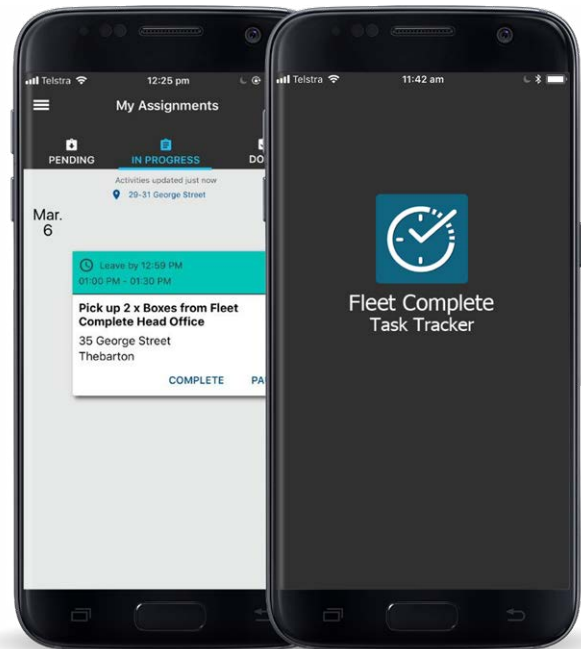 Telstra 12:25 pm
My Assignments
PENDING IN PROGRESS DO
Activities updated just now
29-31 George Street
Mar.
6
Leave by 12:59 PM
01:00 PM - 01:30 PM
Pick up 2 x Boxes from Fleet
Complete Head Office
35 George Street
Thebarton
COMPLETE PA
Telstra 11:42 am
Fleet Complete
Task Tracker